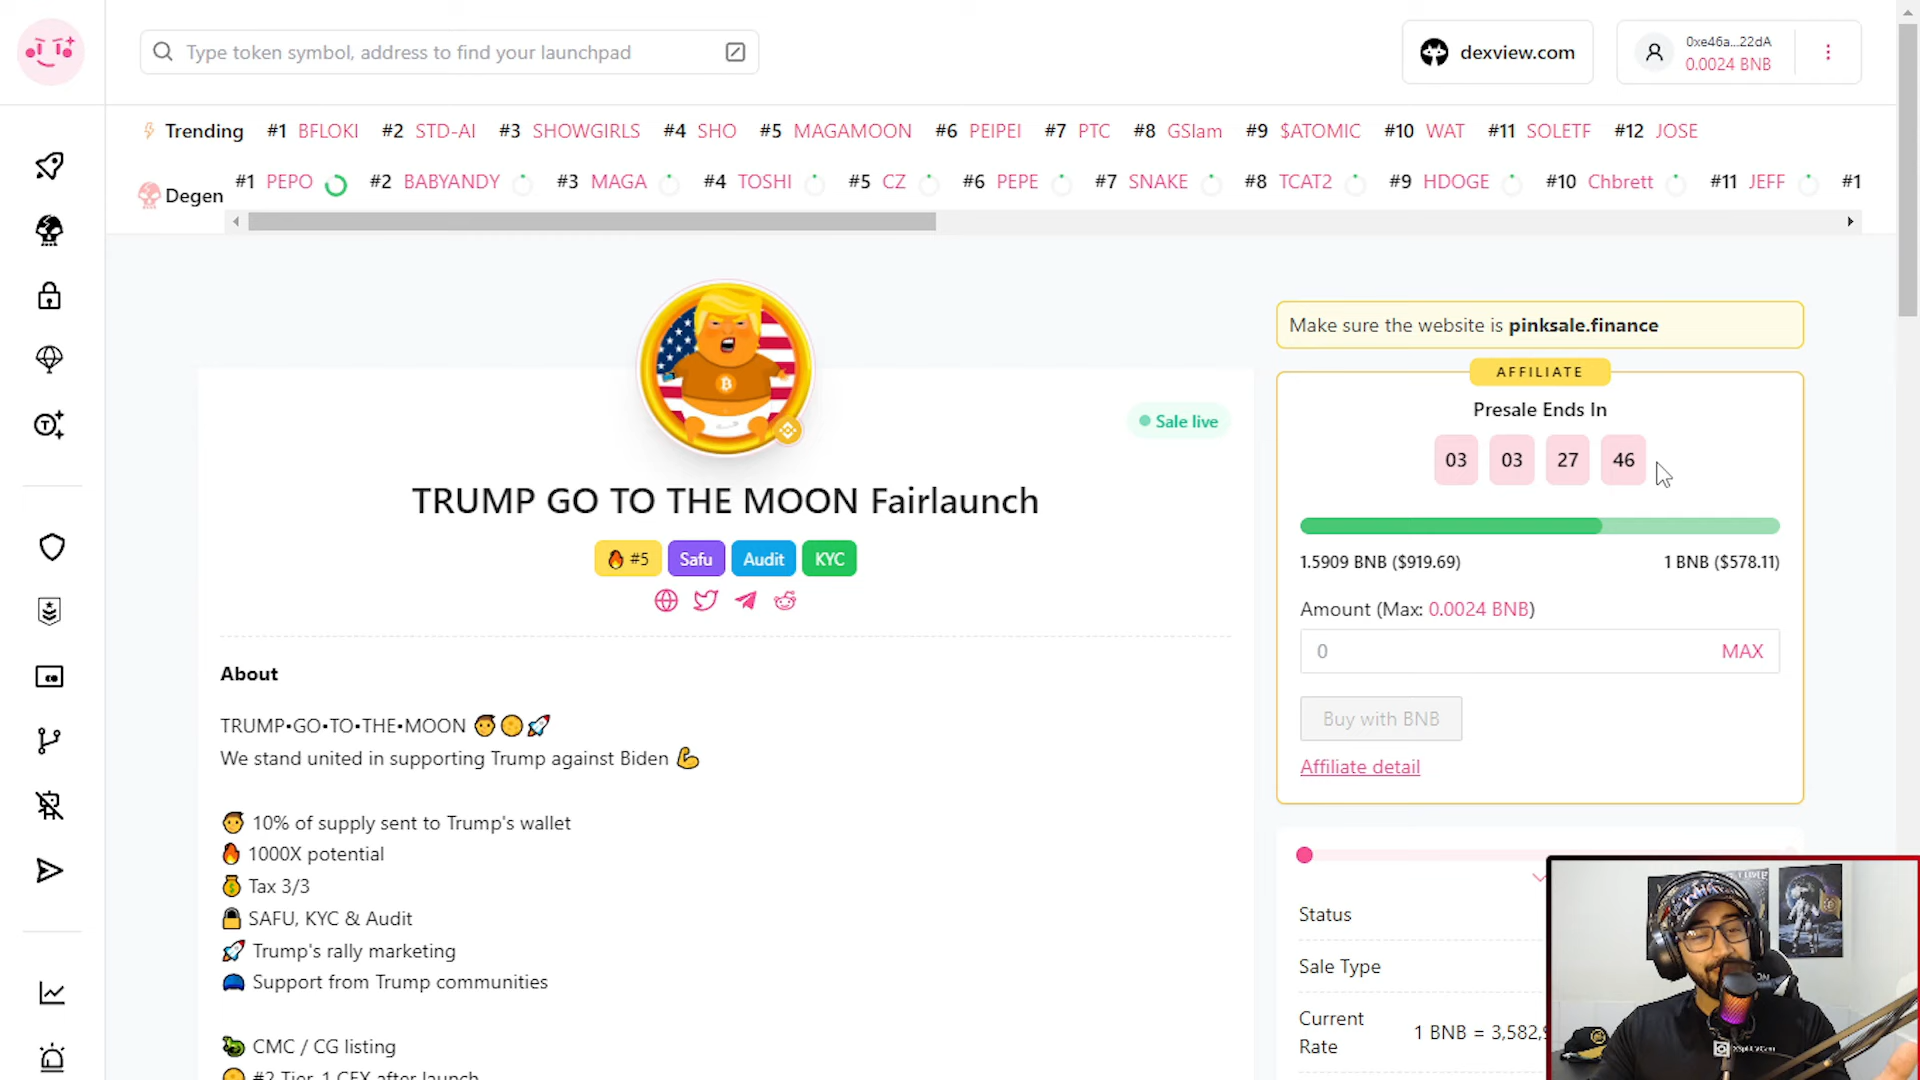 Type token symbol, address to find your launchpad
dexview.com
0xe46a...22dA
0.0024 BNB
Trending #1 BFLOKI #2 STD-AI #3 SHOWGIRLS #4 SHO #5 MAGAMOON #6 PEIPEI #7 PTC #8 GSlam #9 $ATOMIC #10 WAT #11 SOLETF #12 JOSE
Degen #1 PEPO #2 BABYANDY #3 MAGA #4 TOSHI #5 CZ #6 PEPE #7 SNAKE #8 TCAT2 #9 HDOGE #10 Chbrett #11 JEFF #1
Sale live
TRUMP GO TO THE MOON Fairlaunch
#5 Safu Audit KYC
About
TRUMP•GO•TO•THE•MOON
We stand united in supporting Trump against Biden
10% of supply sent to Trump's wallet
1000X potential
Tax 3/3
SAFU, KYC & Audit
Trump's rally marketing
Support from Trump communities
CMC / CG listing
#2 Tier-1 CEX after launch
Make sure the website is pinksale.finance
AFFILIATE
Presale Ends In
03 03 27 46
1.5909 BNB ($919.69) 1 BNB ($578.11)
Amount (Max: 0.0024 BNB)
0 MAX
Buy with BNB
Affiliate detail
Status
Sale Type
Current
Rate
1 BNB = 3,582,